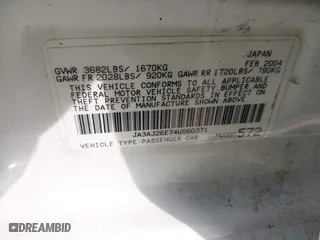 JAPAN
GVWR 3682LBS/ 1670KG FEB 2004
GAWR FR 2028LBS/ 920KG GAWR RR 1720LBS/ 780KG
THIS VEHICLE CONFORMS TO ALL APPLICABLE
FEDERAL MOTOR VEHICLE SAFETY, BUMPER, AND
THEFT PREVENTION STANDARDS IN EFFECT ON
THE DATE OF MANUFACTURE SHOWN ABOVE.
JA3AJ26E74U060371
VEHICLE TYPE PASSENGER CAR 572
DREAMBID